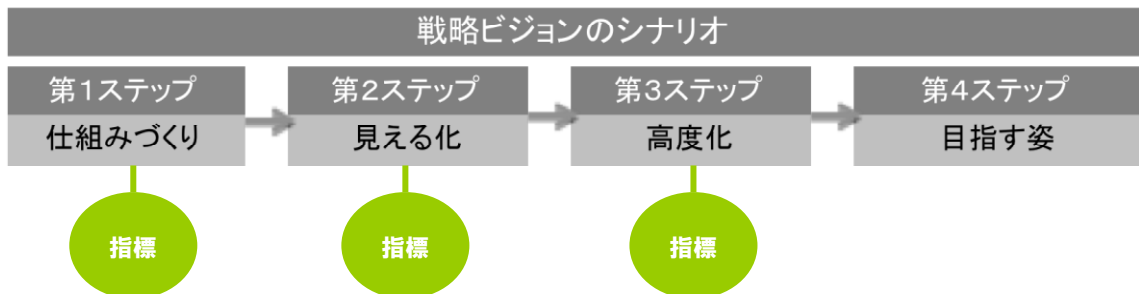 戦略ビジョンのシナリオ
第1ステップ
仕組みづくり
第2ステップ
見える化
第3ステップ
高度化
第4ステップ
目指す姿
指標
指標
指標